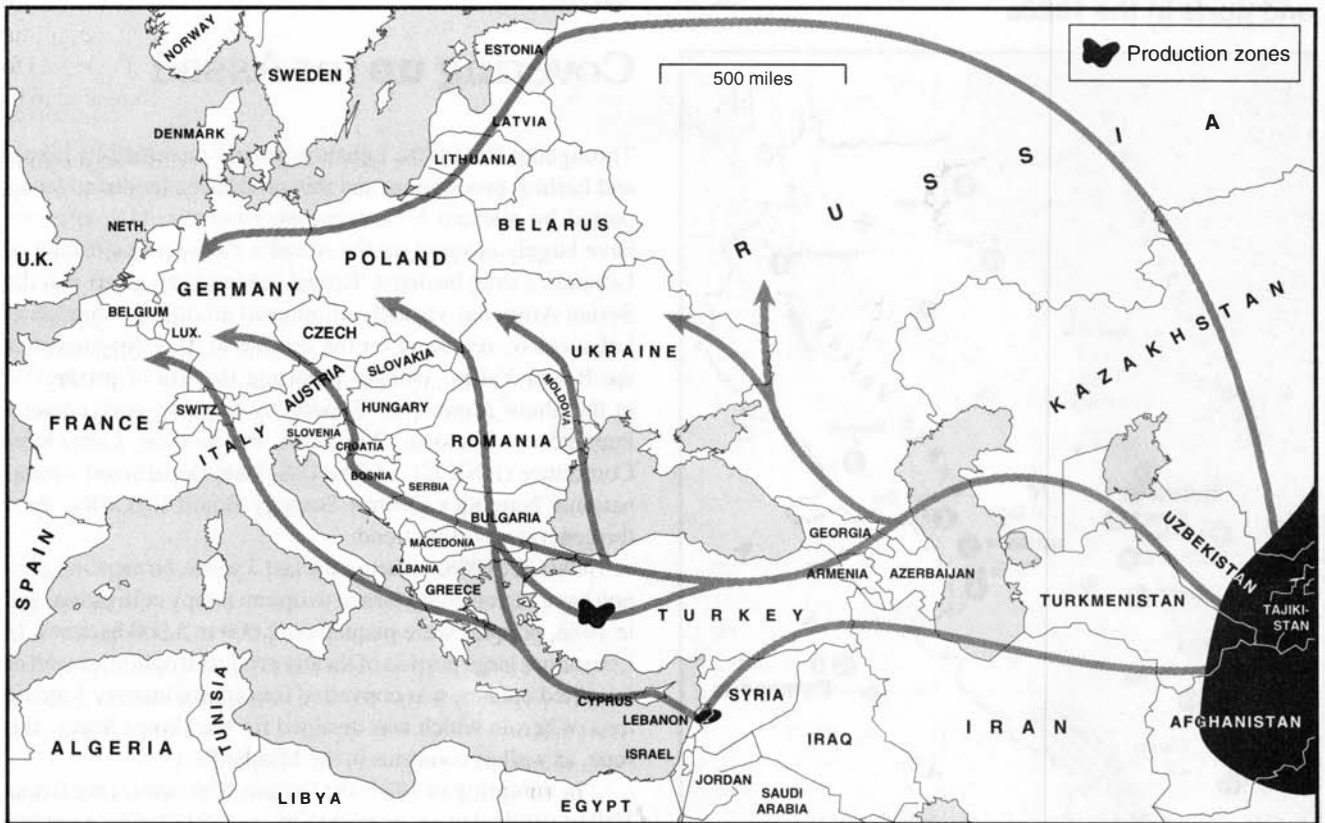 Production zones
500 miles
NORWAY
SWEDEN
ESTONIA
LATVIA
DENMARK
LITHUANIA
RUSSIA
BELARUS
NETH.
U.K.
POLAND
GERMANY
BELGIUM
LUX.
CZECH
UKRAINE
KAZAKHSTAN
SLOVAKIA
AUSTRIA
MOLDOVA
SWITZ.
HUNGARY
FRANCE
ITALY
SLOVENIA
CROATIA
ROMANIA
BOSNIA
SERBIA
BULGARIA
UZBEKISTAN
GEORGIA
MACEDONIA
ALBANIA
ARMENIA
AZERBAIJAN
SPAIN
GREECE
TURKEY
TURKMENISTAN
TAJIKI-
STAN
CYPRUS
SYRIA
LEBANON
AFGHANISTAN
TUNISIA
IRAN
IRAQ
ISRAEL
ALGERIA
JORDAN
LIBYA
EGYPT
SAUDI
ARABIA